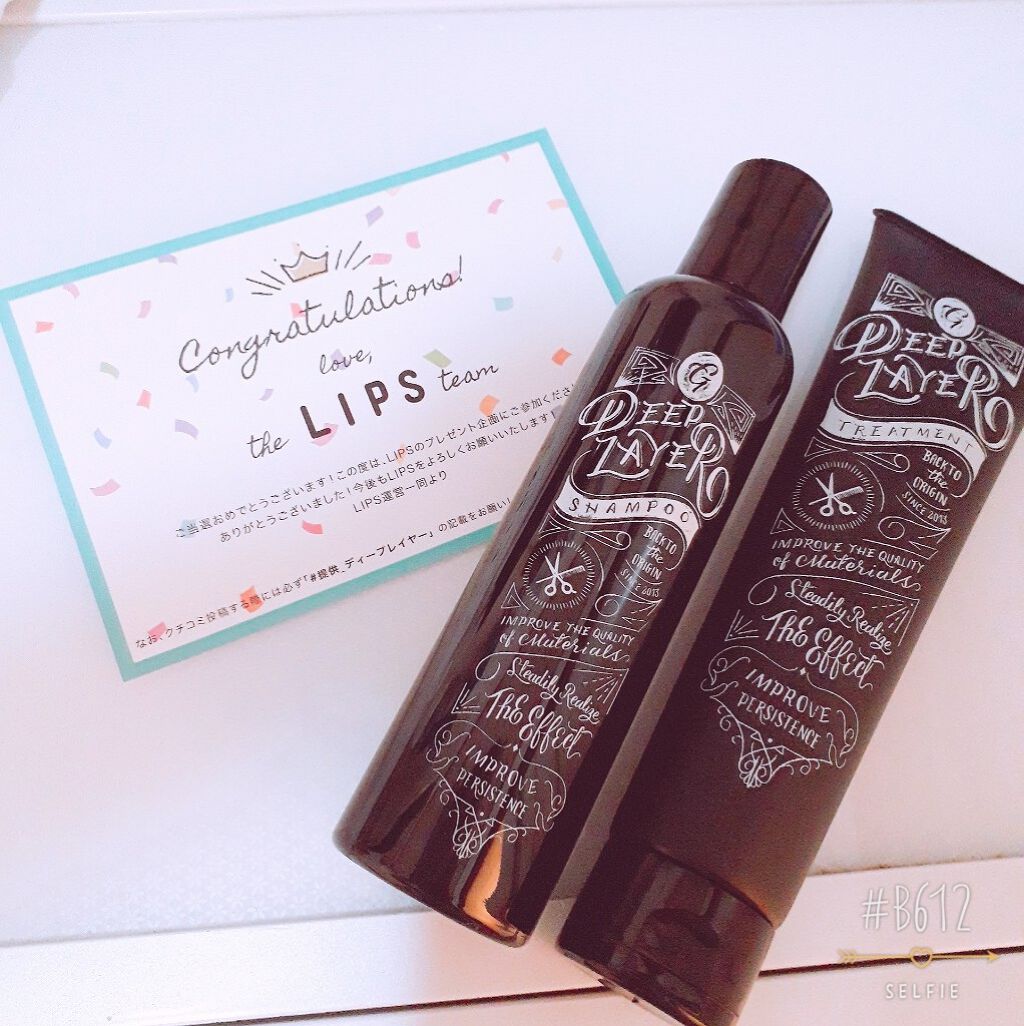 Congratulations!
love,
the LIPS team
ご当選おめでとうございます！この度は、LIPSのプレゼント企画にご参加くださ
ありがとうございました！今後もLIPSをよろしくお願いいたします！
LIPS運営一同より
なお、クチコミ投稿する際には必ず「#提供_ディープレイヤー」の記載をお願い
G
DEEP
LAYER
SHAMPOO
BACK TO
the
ORIGIN
SINCE 2013
IMPROVE THE QUALITY
of Materials
Steadily Realize
THE EFFECT
IMPROVE
PERSISTENCE
G
DEEP
LAYER
TREATMENT
BACK TO
the
ORIGIN
SINCE 2013
IMPROVE THE QUALITY
of Materials
Steadily Realize
THE EFFECT
IMPROVE
PERSISTENCE
#B612
SELFIE